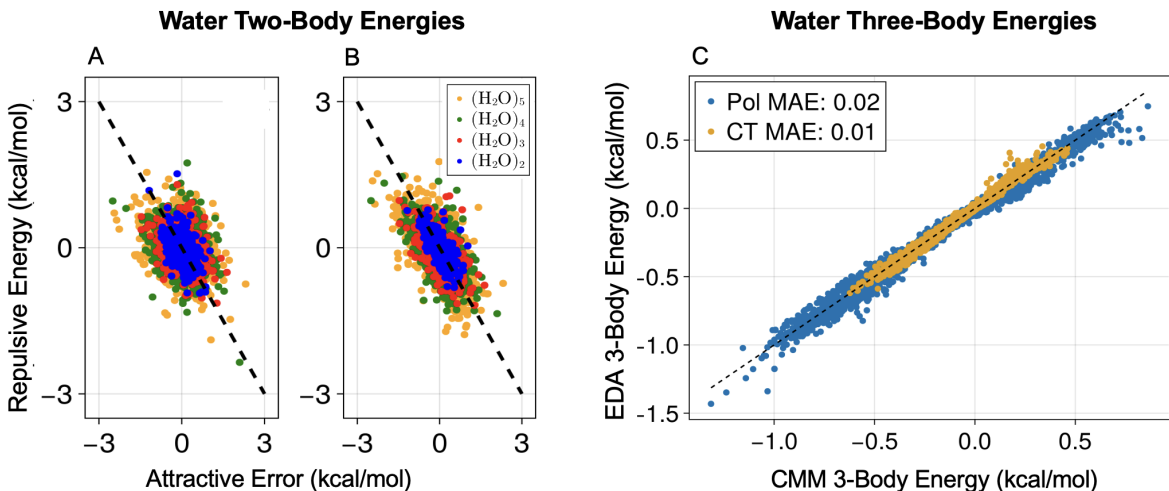 Water Two-Body Energies
A
B
Repulsive Energy (kcal/mol)
3
0
−3
−3
0
3
3
0
−3
−3
0
3
(H₂O)₅
(H₂O)₄
(H₂O)₃
(H₂O)₂
Attractive Error (kcal/mol)
Water Three-Body Energies
C
EDA 3-Body Energy (kcal/mol)
Pol MAE: 0.02
CT MAE: 0.01
0.5
0.0
-0.5
-1.0
-1.5
-1.0
-0.5
0.0
0.5
CMM 3-Body Energy (kcal/mol)